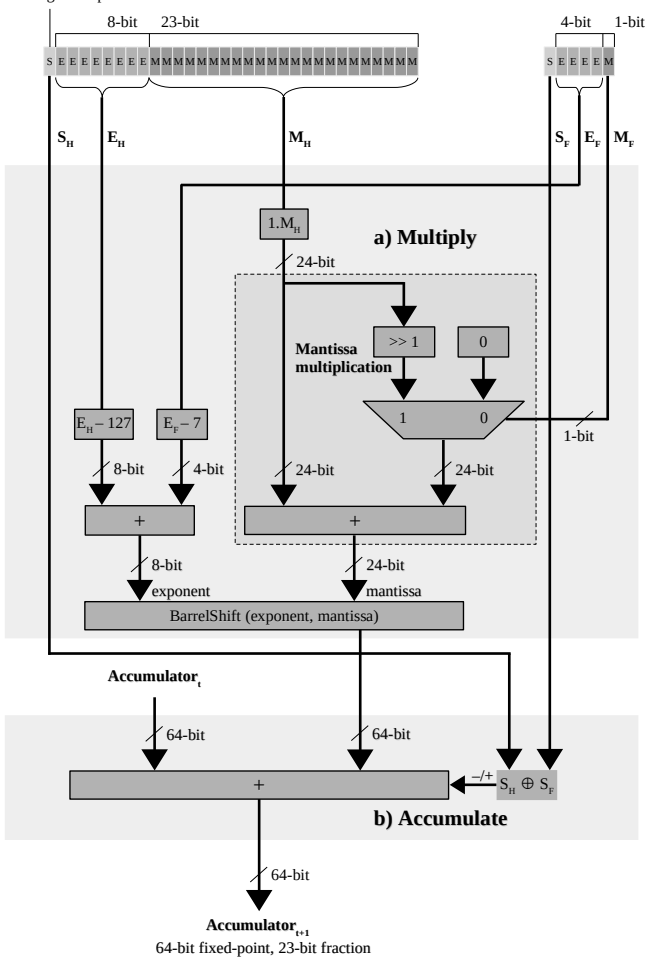 8-bit 23-bit 4-bit 1-bit
S E E E E E E E E M M M M M M M M M M M M M M M M M M M M M M M S E E E E M
S_H E_H M_H S_F E_F M_F
1.M_H
a) Multiply
24-bit
>> 1 0
Mantissa
multiplication
1 0
E_H – 127 E_F – 7
1-bit
8-bit 4-bit 24-bit 24-bit
+ +
8-bit 24-bit
exponent mantissa
BarrelShift (exponent, mantissa)
Accumulator_t
64-bit 64-bit
+ –/+ S_H ⊕ S_F
b) Accumulate
64-bit
Accumulator_t+1
64-bit fixed-point, 23-bit fraction